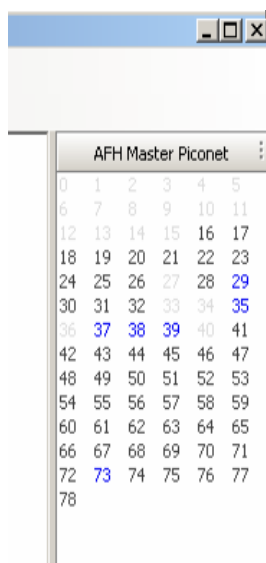 AFH Master Piconet
0 1 2 3 4 5
6 7 8 9 10 11
12 13 14 15 16 17
18 19 20 21 22 23
24 25 26 27 28 29
30 31 32 33 34 35
36 37 38 39 40 41
42 43 44 45 46 47
48 49 50 51 52 53
54 55 56 57 58 59
60 61 62 63 64 65
66 67 68 69 70 71
72 73 74 75 76 77
78